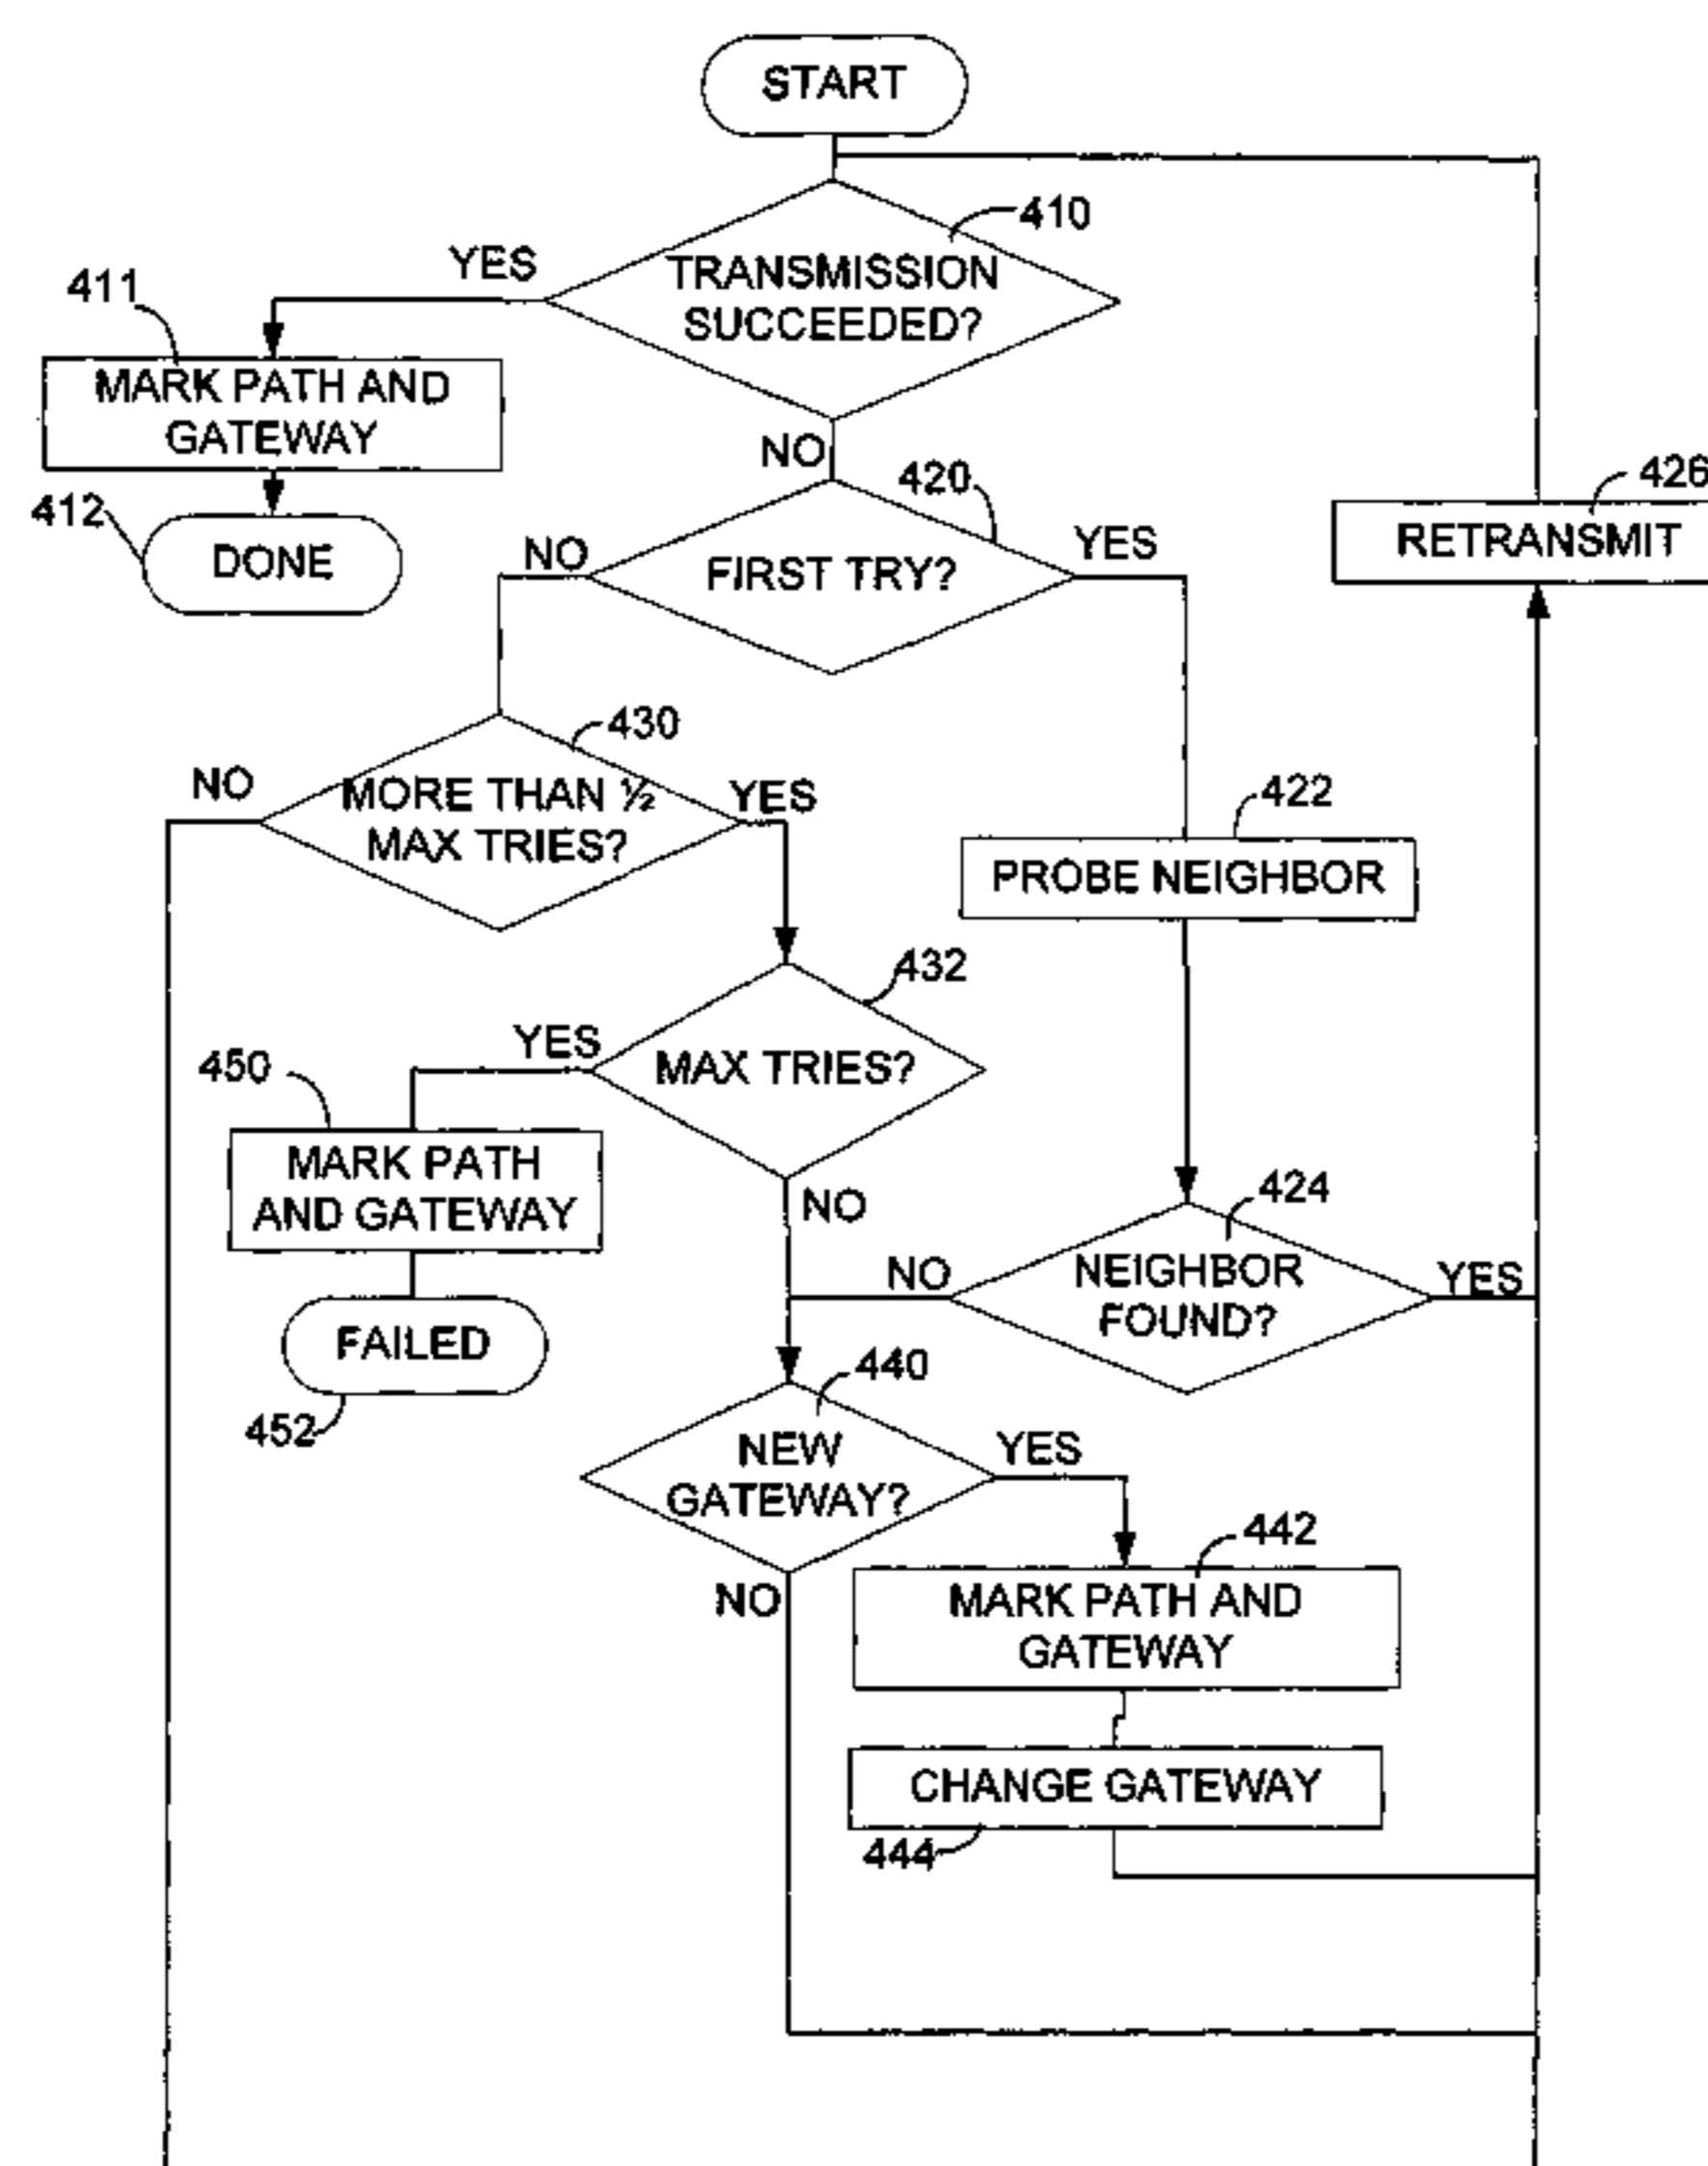 START
410
YES
TRANSMISSION
SUCCEEDED?
411
MARK PATH AND
GATEWAY
NO
420
426
412
DONE
NO
FIRST TRY?
YES
RETRANSMIT
430
NO
MORE THAN ½
MAX TRIES?
YES
422
PROBE NEIGHBOR
432
YES
MAX TRIES?
450
MARK PATH
AND GATEWAY
NO
424
NO
NEIGHBOR
FOUND?
YES
FAILED
440
452
NEW
GATEWAY?
YES
442
NO
MARK PATH AND
GATEWAY
CHANGE GATEWAY
444